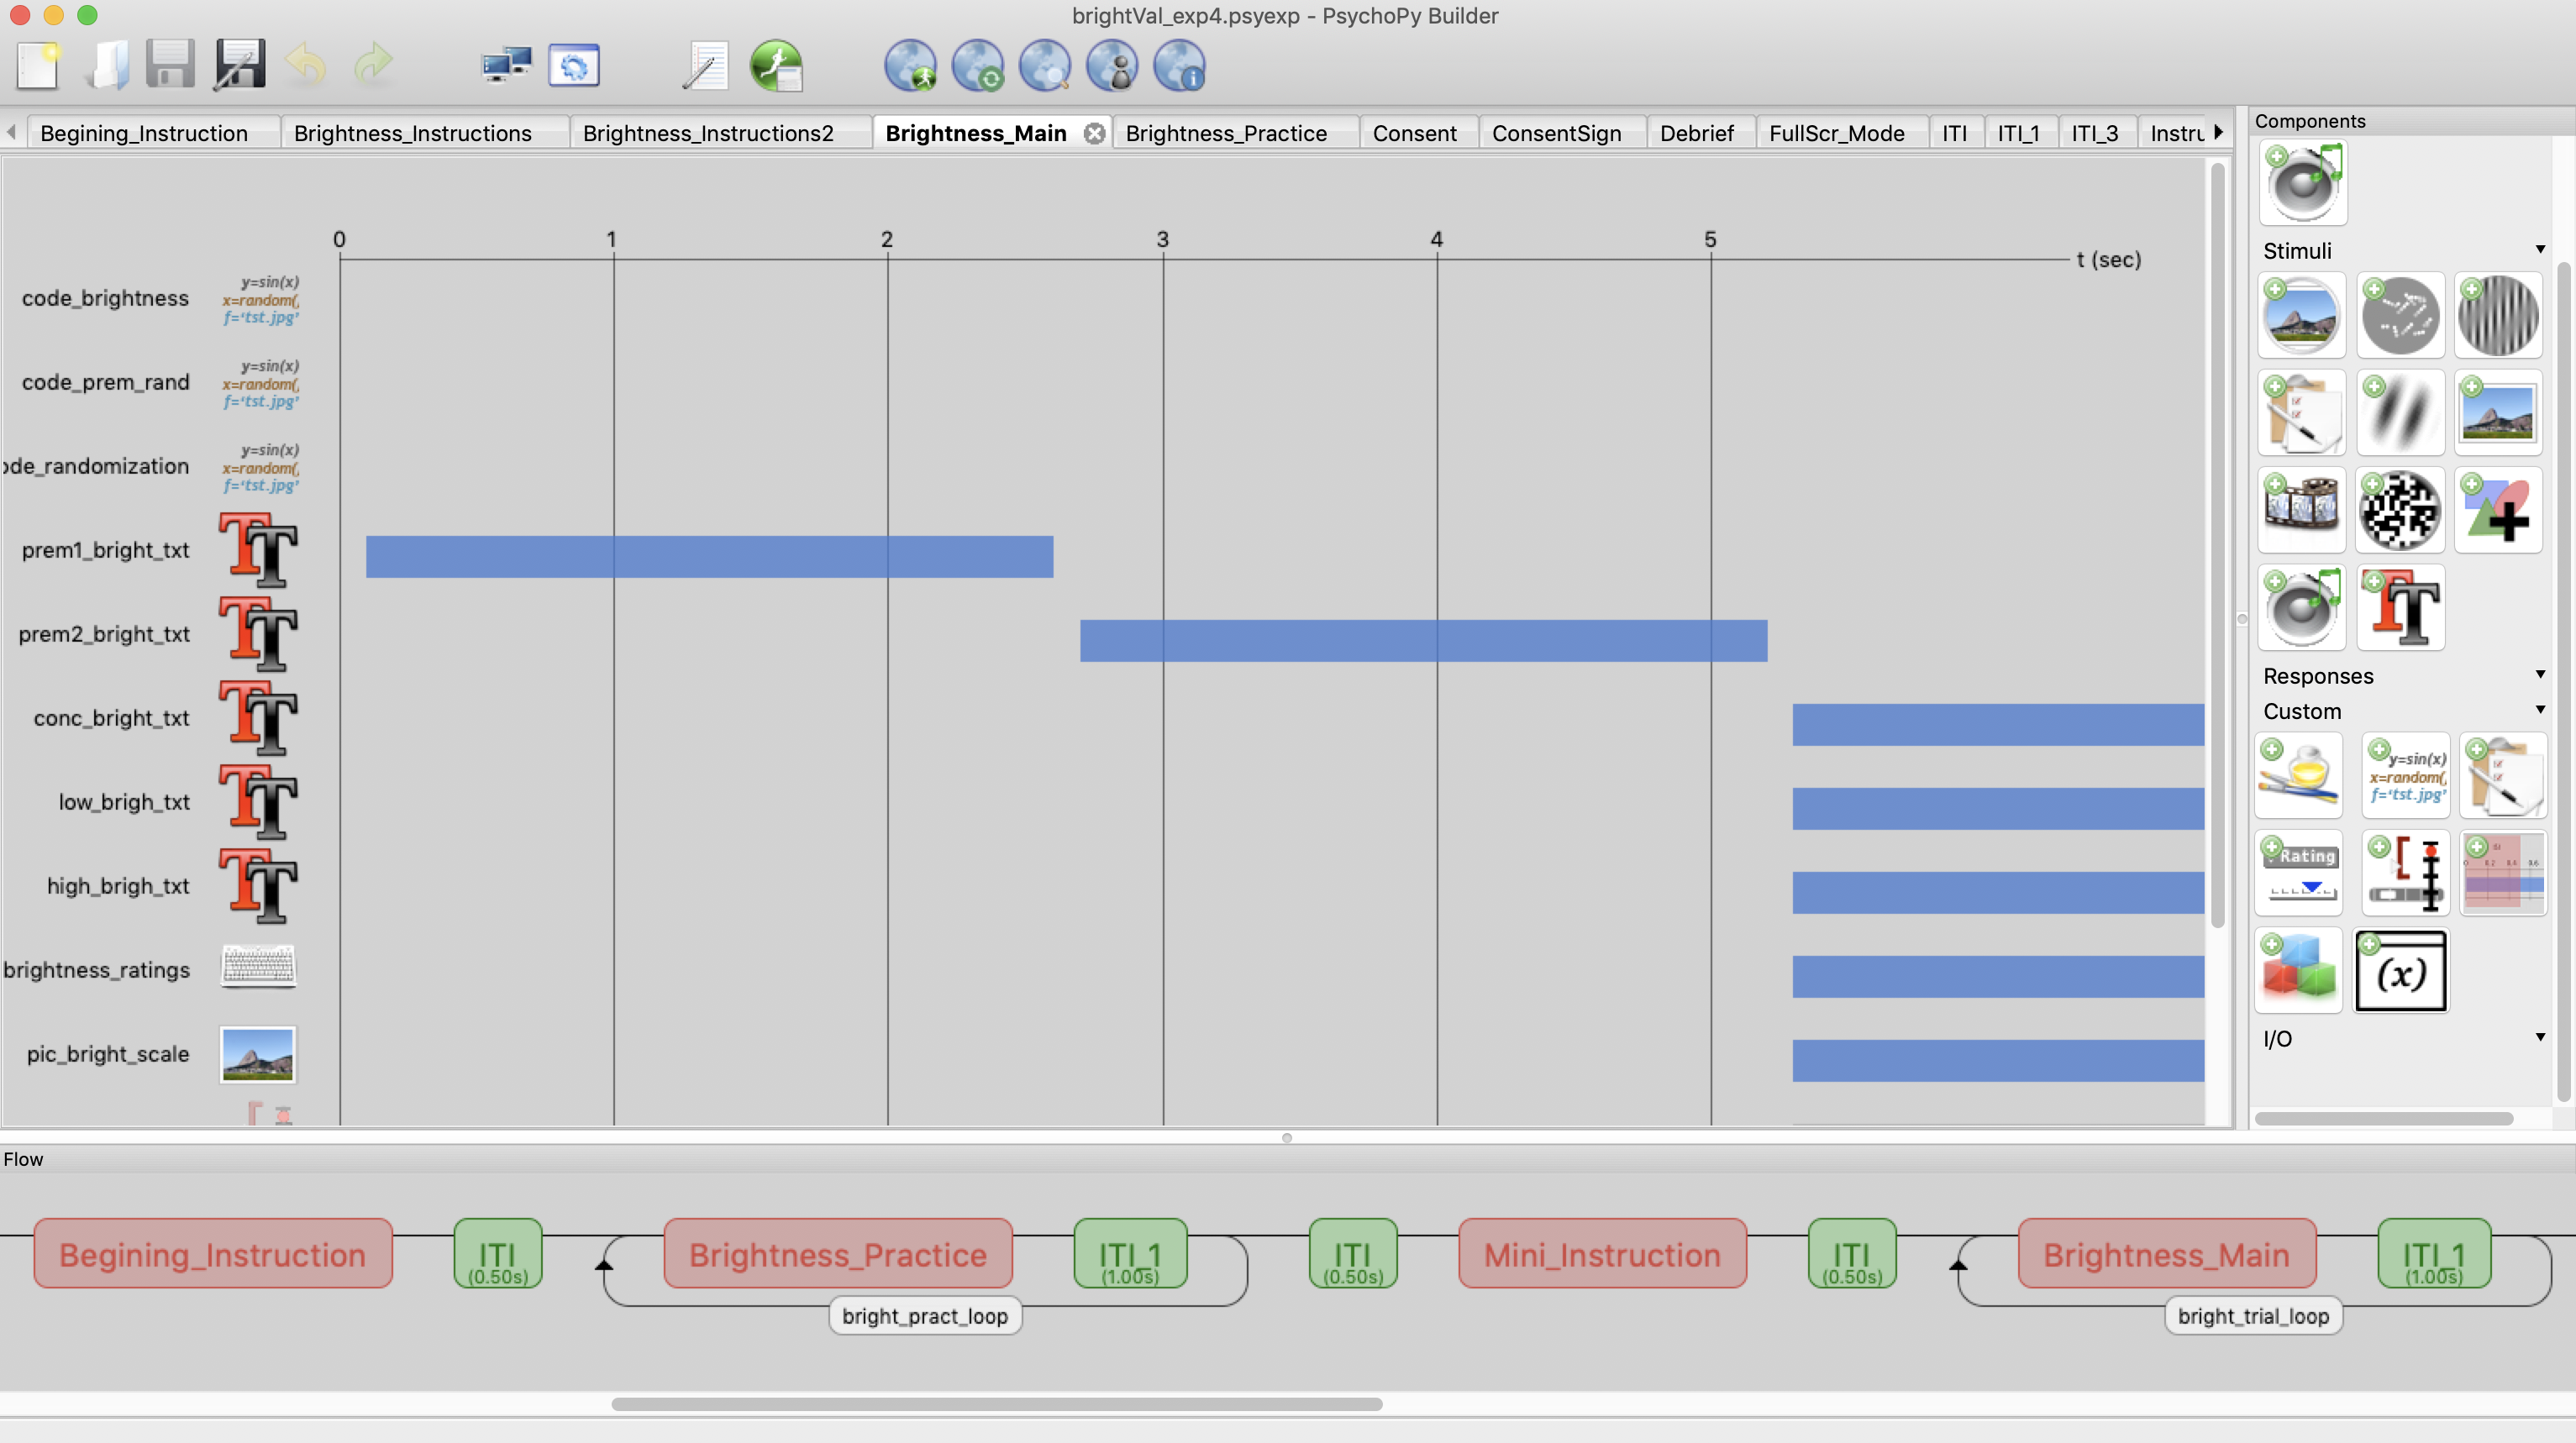 brightVal_exp4.psyexp - PsychoPy Builder
Begining_Instruction Brightness_Instructions Brightness_Instructions2 Brightness_Main Brightness_Practice Consent ConsentSign Debrief FullScr_Mode ITI ITI_1 ITI_3 Instru
Components
Stimuli
0 1 2 3 4 5
t (sec)
code_brightness
y=sin(x)
x=random(,
f='tst.jpg'
code_prem_rand
y=sin(x)
x=random(,
f='tst.jpg'
ode_randomization
y=sin(x)
x=random(,
f='tst.jpg'
prem1_bright_txt
prem2_bright_txt
conc_bright_txt
low_brigh_txt
high_brigh_txt
brightness_ratings
pic_bright_scale
Responses
Custom
y=sin(x)
x=random(,
f='tst.jpg'
Rating
(x)
I/O
Flow
Begining_Instruction
ITI
(0.50s)
Brightness_Practice
ITI_1
(1.00s)
ITI
(0.50s)
Mini_Instruction
ITI
(0.50s)
Brightness_Main
ITI_1
(1.00s)
bright_pract_loop
bright_trial_loop